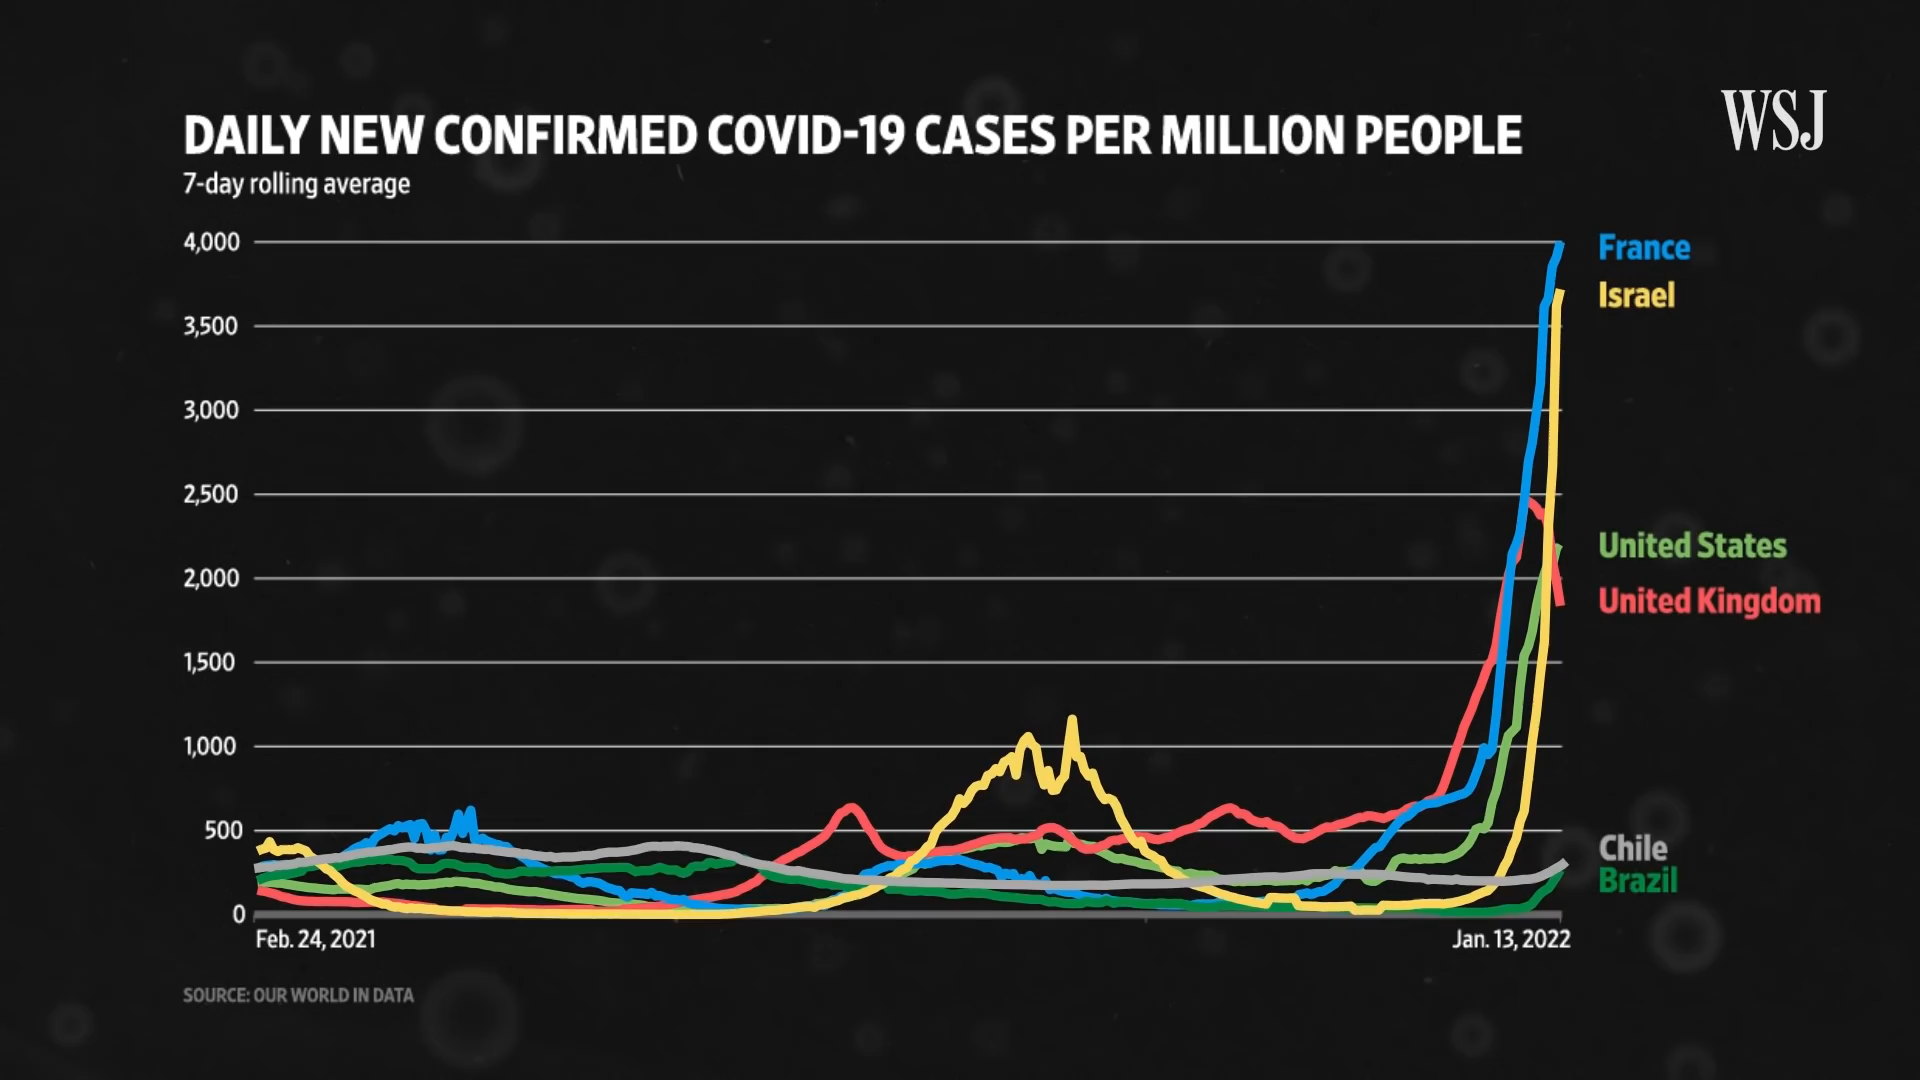 DAILY NEW CONFIRMED COVID-19 CASES PER MILLION PEOPLE
WSJ
7-day rolling average
4,000
France
Israel
3,500
3,000
2,500
United States
2,000
United Kingdom
1,500
1,000
500
Chile
Brazil
0
Feb. 24, 2021
Jan. 13, 2022
SOURCE: OUR WORLD IN DATA